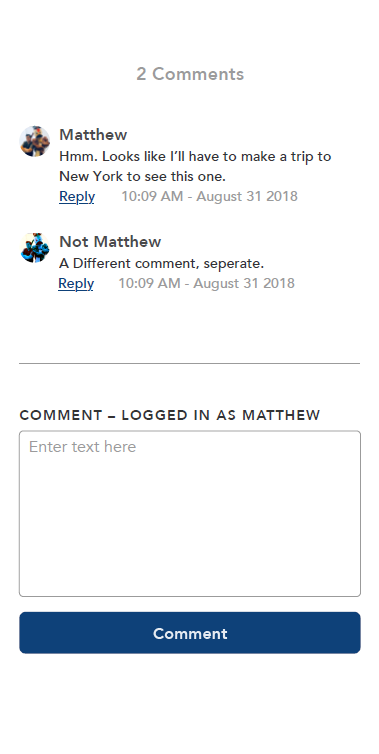 2 Comments
Matthew
Hmm. Looks like I’ll have to make a trip to
New York to see this one.
Reply 10:09 AM - August 31 2018
Not Matthew
A Different comment, seperate.
Reply 10:09 AM - August 31 2018
COMMENT – LOGGED IN AS MATTHEW
Enter text here
Comment